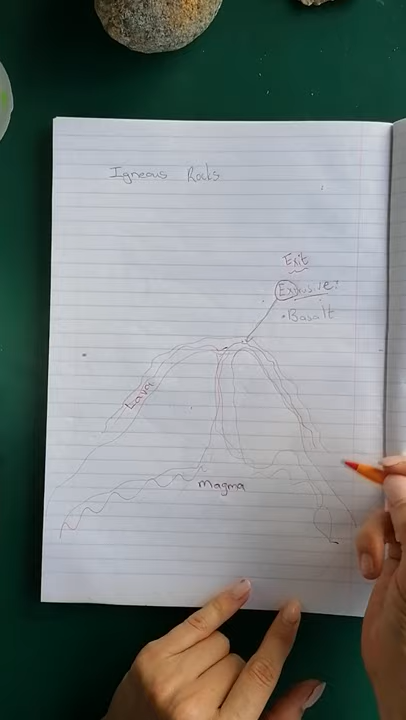 Igneous Rocks
Exit
Extrusive:
• Basalt
Lava
Magma